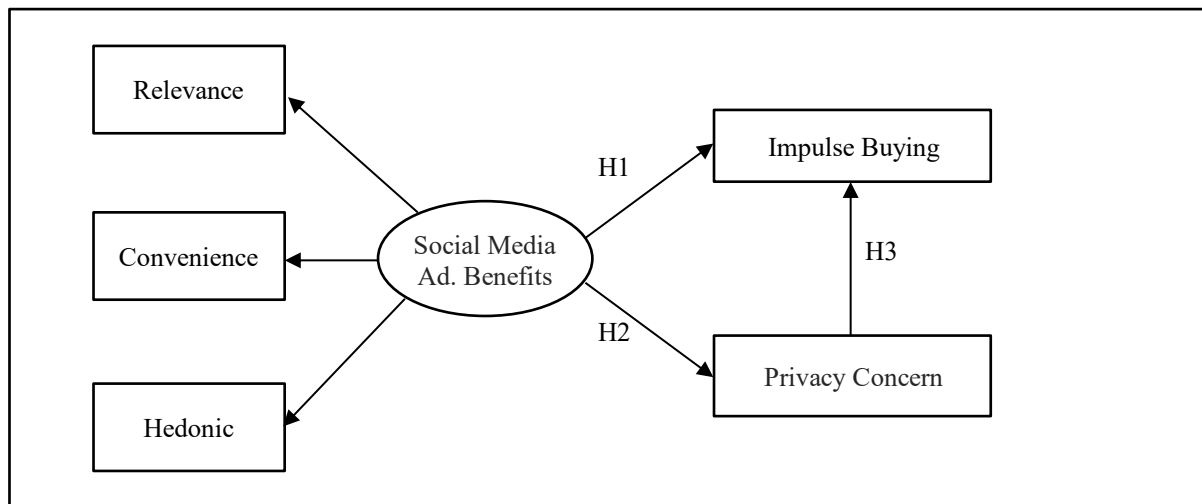 Relevance
Impulse Buying
H1
Convenience
Social Media
Ad. Benefits
H3
H2
Privacy Concern
Hedonic